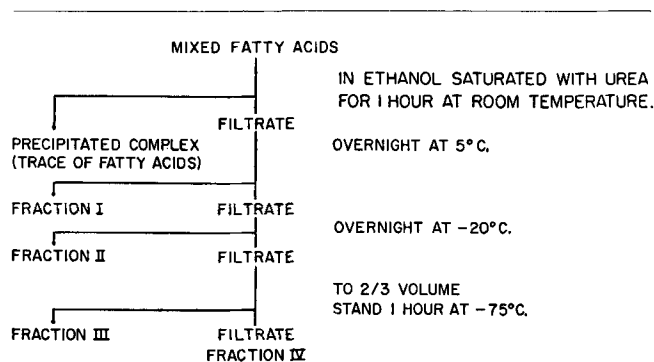 MIXED FATTY ACIDS
IN ETHANOL SATURATED WITH UREA
FOR 1 HOUR AT ROOM TEMPERATURE.
FILTRATE
PRECIPITATED COMPLEX
(TRACE OF FATTY ACIDS)
OVERNIGHT AT 5°C.
FRACTION I
FILTRATE
OVERNIGHT AT -20°C.
FRACTION II
FILTRATE
TO 2/3 VOLUME
STAND 1 HOUR AT -75°C.
FRACTION III
FILTRATE
FRACTION IV